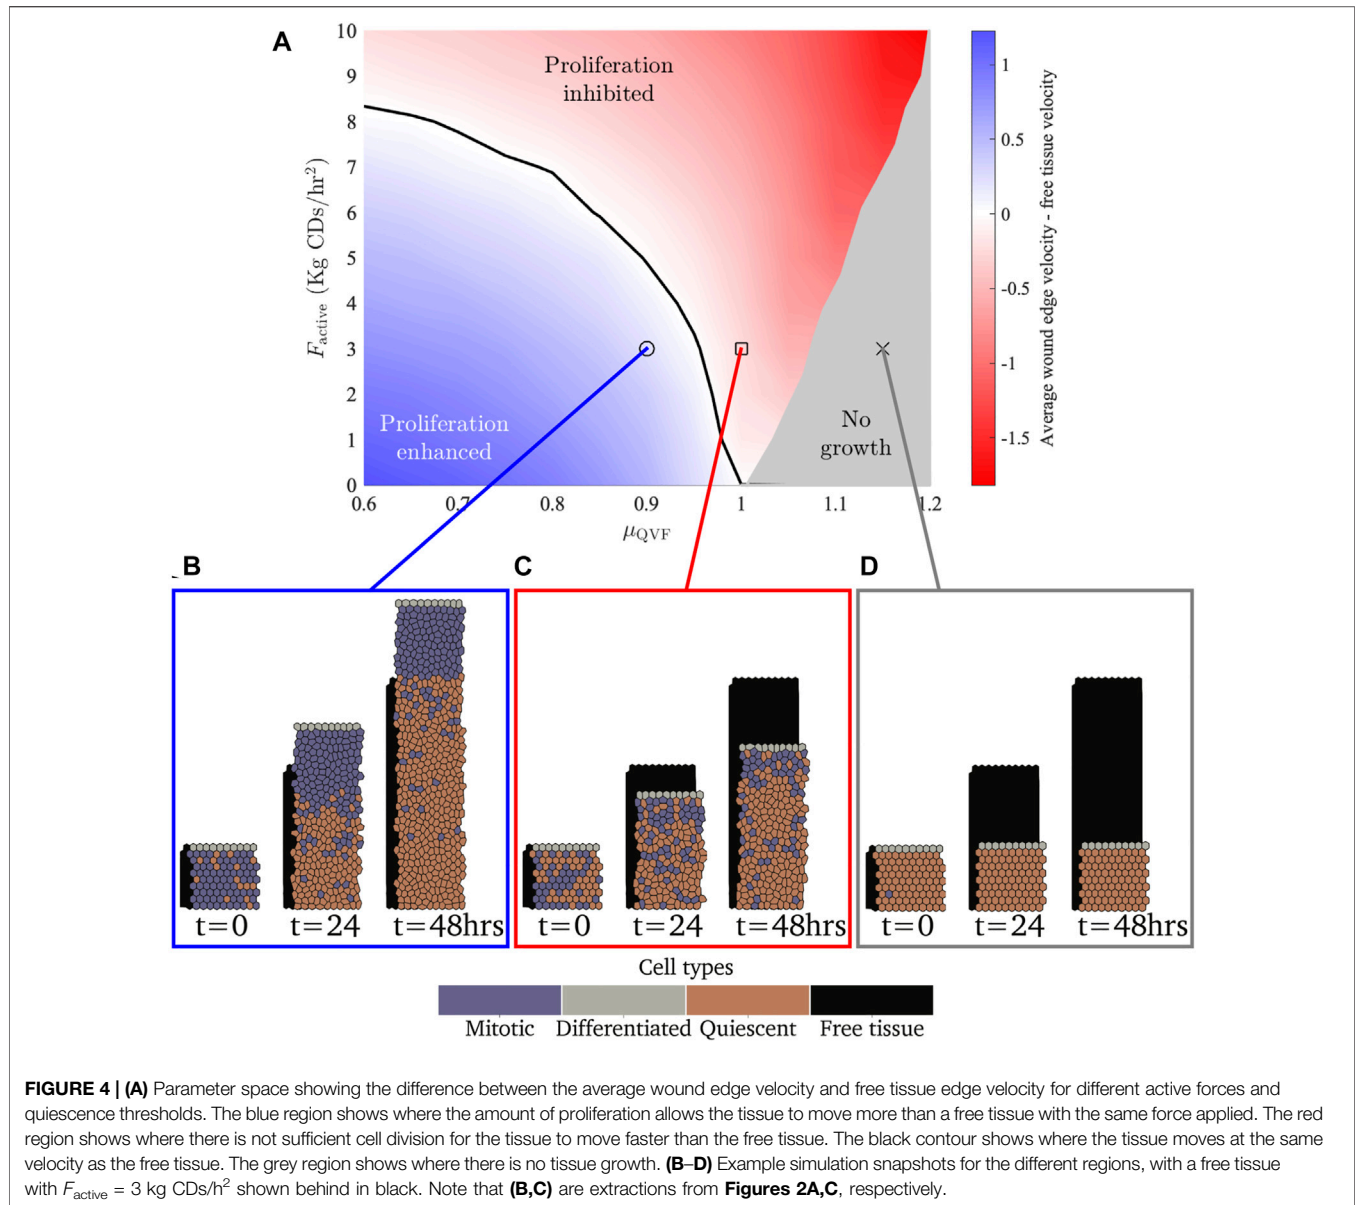 A
10
9
8
7
6
5
4
3
2
1
0
F_active (Kg CDs/hr²)
Proliferation
inhibited
Proliferation
enhanced
No
growth
0.6
0.7
0.8
0.9
1
1.1
1.2
μ_QVF
1
0.5
0
-0.5
-1
-1.5
Average wound edge velocity - free tissue velocity
B
t=0
t=24
t=48hrs
C
t=0
t=24
t=48hrs
D
t=0
t=24
t=48hrs
Cell types
Mitotic Differentiated Quiescent Free tissue
FIGURE 4 | (A) Parameter space showing the difference between the average wound edge velocity and free tissue edge velocity for different active forces and
quiescence thresholds. The blue region shows where the amount of proliferation allows the tissue to move more than a free tissue with the same force applied. The red
region shows where there is not sufficient cell division for the tissue to move faster than the free tissue. The black contour shows where the tissue moves at the same
velocity as the free tissue. The grey region shows where there is no tissue growth. (B–D) Example simulation snapshots for the different regions, with a free tissue
with F_active = 3 kg CDs/h² shown behind in black. Note that (B,C) are extractions from Figures 2A,C, respectively.